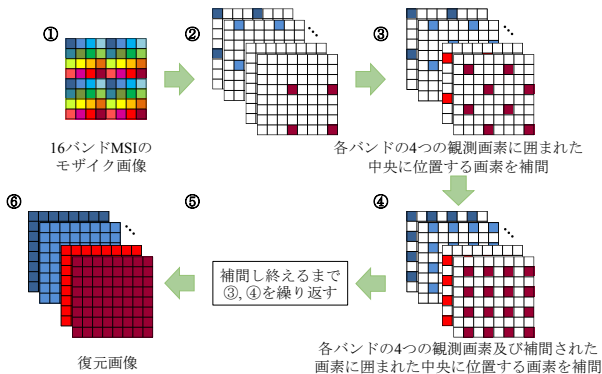 ①
②
③
16バンドMSIの
モザイク画像
各バンドの4つの観測画素に囲まれた
中央に位置する画素を補間
⑥
⑤
④
補間し終えるまで
③, ④を繰り返す
復元画像
各バンドの4つの観測画素及び補間された
画素に囲まれた中央に位置する画素を補間